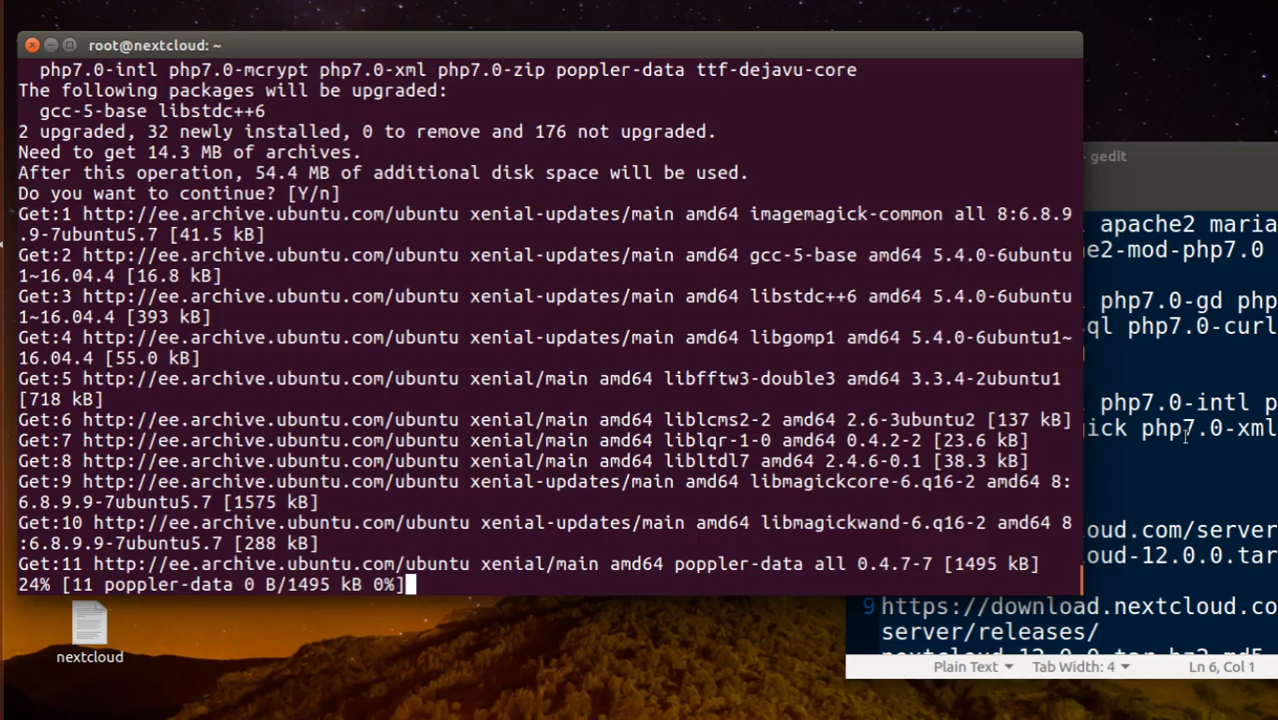 root@nextcloud: ~
php7.0-intl php7.0-mcrypt php7.0-xml php7.0-zip poppler-data ttf-dejavu-core
The following packages will be upgraded:
gcc-5-base libstdc++6
2 upgraded, 32 newly installed, 0 to remove and 176 not upgraded.
Need to get 14.3 MB of archives.
After this operation, 54.4 MB of additional disk space will be used.
Do you want to continue? [Y/n]
Get:1 http://ee.archive.ubuntu.com/ubuntu xenial-updates/main amd64 imagemagick-common all 8:6.8.9
.9-7ubuntu5.7 [41.5 kB]
Get:2 http://ee.archive.ubuntu.com/ubuntu xenial-updates/main amd64 gcc-5-base amd64 5.4.0-6ubuntu
1~16.04.4 [16.8 kB]
Get:3 http://ee.archive.ubuntu.com/ubuntu xenial-updates/main amd64 libstdc++6 amd64 5.4.0-6ubuntu
1~16.04.4 [393 kB]
Get:4 http://ee.archive.ubuntu.com/ubuntu xenial-updates/main amd64 libgomp1 amd64 5.4.0-6ubuntu1~
16.04.4 [55.0 kB]
Get:5 http://ee.archive.ubuntu.com/ubuntu xenial/main amd64 libfftw3-double3 amd64 3.3.4-2ubuntu1
[718 kB]
Get:6 http://ee.archive.ubuntu.com/ubuntu xenial/main amd64 liblcms2-2 amd64 2.6-3ubuntu2 [137 kB]
Get:7 http://ee.archive.ubuntu.com/ubuntu xenial/main amd64 liblqr-1-0 amd64 0.4.2-2 [23.6 kB]
Get:8 http://ee.archive.ubuntu.com/ubuntu xenial/main amd64 libltdl7 amd64 2.4.6-0.1 [38.3 kB]
Get:9 http://ee.archive.ubuntu.com/ubuntu xenial-updates/main amd64 libmagickcore-6.q16-2 amd64 8:
6.8.9.9-7ubuntu5.7 [1575 kB]
Get:10 http://ee.archive.ubuntu.com/ubuntu xenial-updates/main amd64 libmagickwand-6.q16-2 amd64 8
:6.8.9.9-7ubuntu5.7 [288 kB]
Get:11 http://ee.archive.ubuntu.com/ubuntu xenial/main amd64 poppler-data all 0.4.7-7 [1495 kB]
24% [11 poppler-data 0 B/1495 kB 0%]
- gedit
apache2 maria
e2-mod-php7.0
php7.0-gd php
ql php7.0-curl
php7.0-intl p
gick php7.0-xml
oud.com/server
oud-12.0.0.tar
9 https://download.nextcloud.co
server/releases/
nextcloud-12.0.0.tar.bz2.md5
Plain Text Tab Width: 4 Ln 6, Col 1
nextcloud